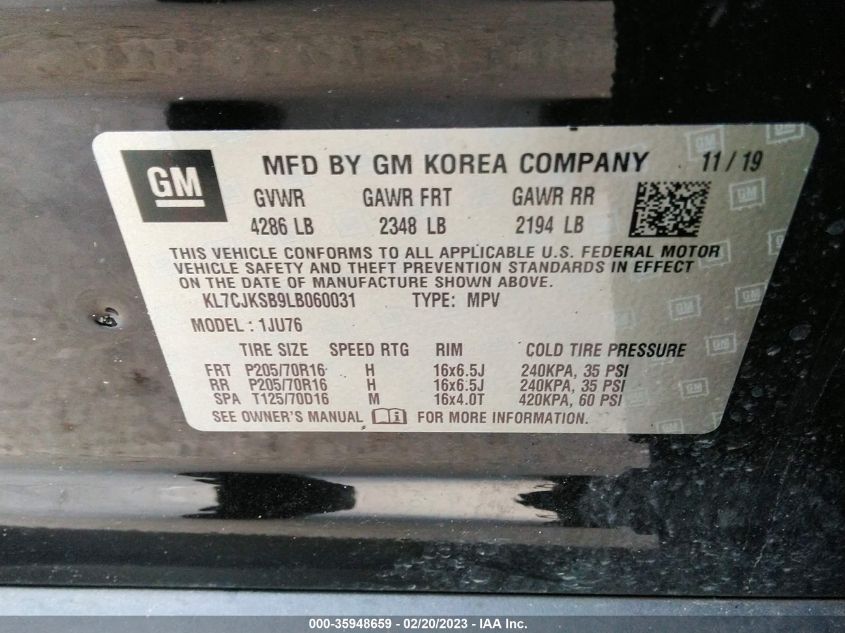 GM
MFD BY GM KOREA COMPANY 11/19
GVWR GAWR FRT GAWR RR
4286 LB 2348 LB 2194 LB
THIS VEHICLE CONFORMS TO ALL APPLICABLE U.S. FEDERAL MOTOR
VEHICLE SAFETY AND THEFT PREVENTION STANDARDS IN EFFECT
ON THE DATE OF MANUFACTURE SHOWN ABOVE.
KL7CJKSB9LB060031 TYPE: MPV
MODEL : 1JU76
TIRE SIZE SPEED RTG RIM COLD TIRE PRESSURE
FRT P205/70R16 H 16x6.5J 240KPA, 35 PSI
RR P205/70R16 H 16x6.5J 240KPA, 35 PSI
SPA T125/70D16 M 16x4.0T 420KPA, 60 PSI
SEE OWNER'S MANUAL FOR MORE INFORMATION.
000-35948659 - 02/20/2023 - IAA Inc.